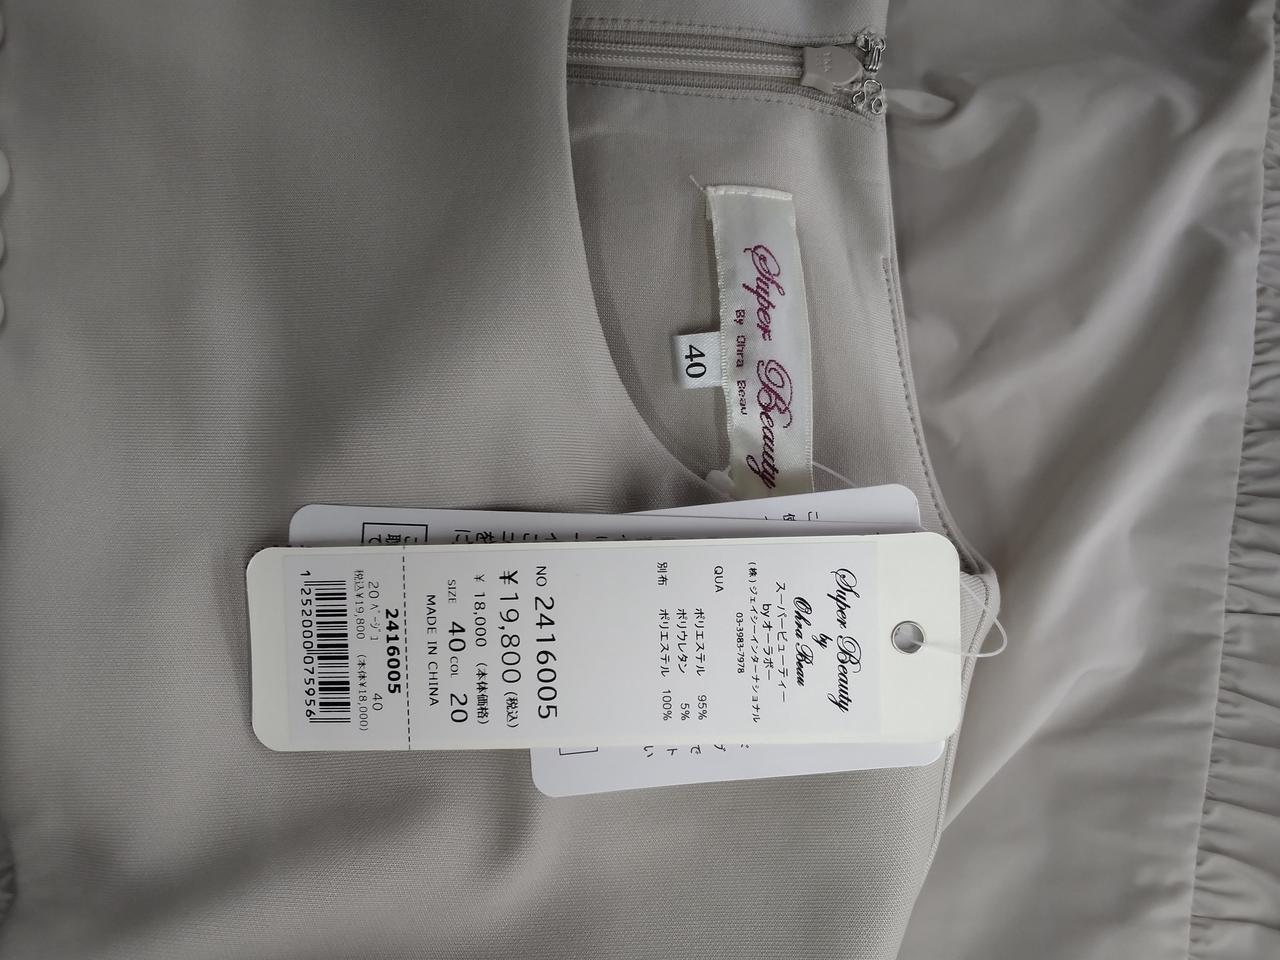 Super Beauty
By Ohra Beau
40
Super Beauty
by
Ohra Beau
スーパービューティー
by オーラボー
(株)ジェイシーインターナショナル
03-3983-7978
QUA
ポリエステル 95%
ポリウレタン 5%
別布 ポリエステル 100%
NO 2416005
¥19,800 (税込)
¥ 18,000 (本体価格)
SIZE 40 COL 20
MADE IN CHINA
2416005
20 ベージュ 40
税込¥19,800 (本体¥18,000)
1252000075956